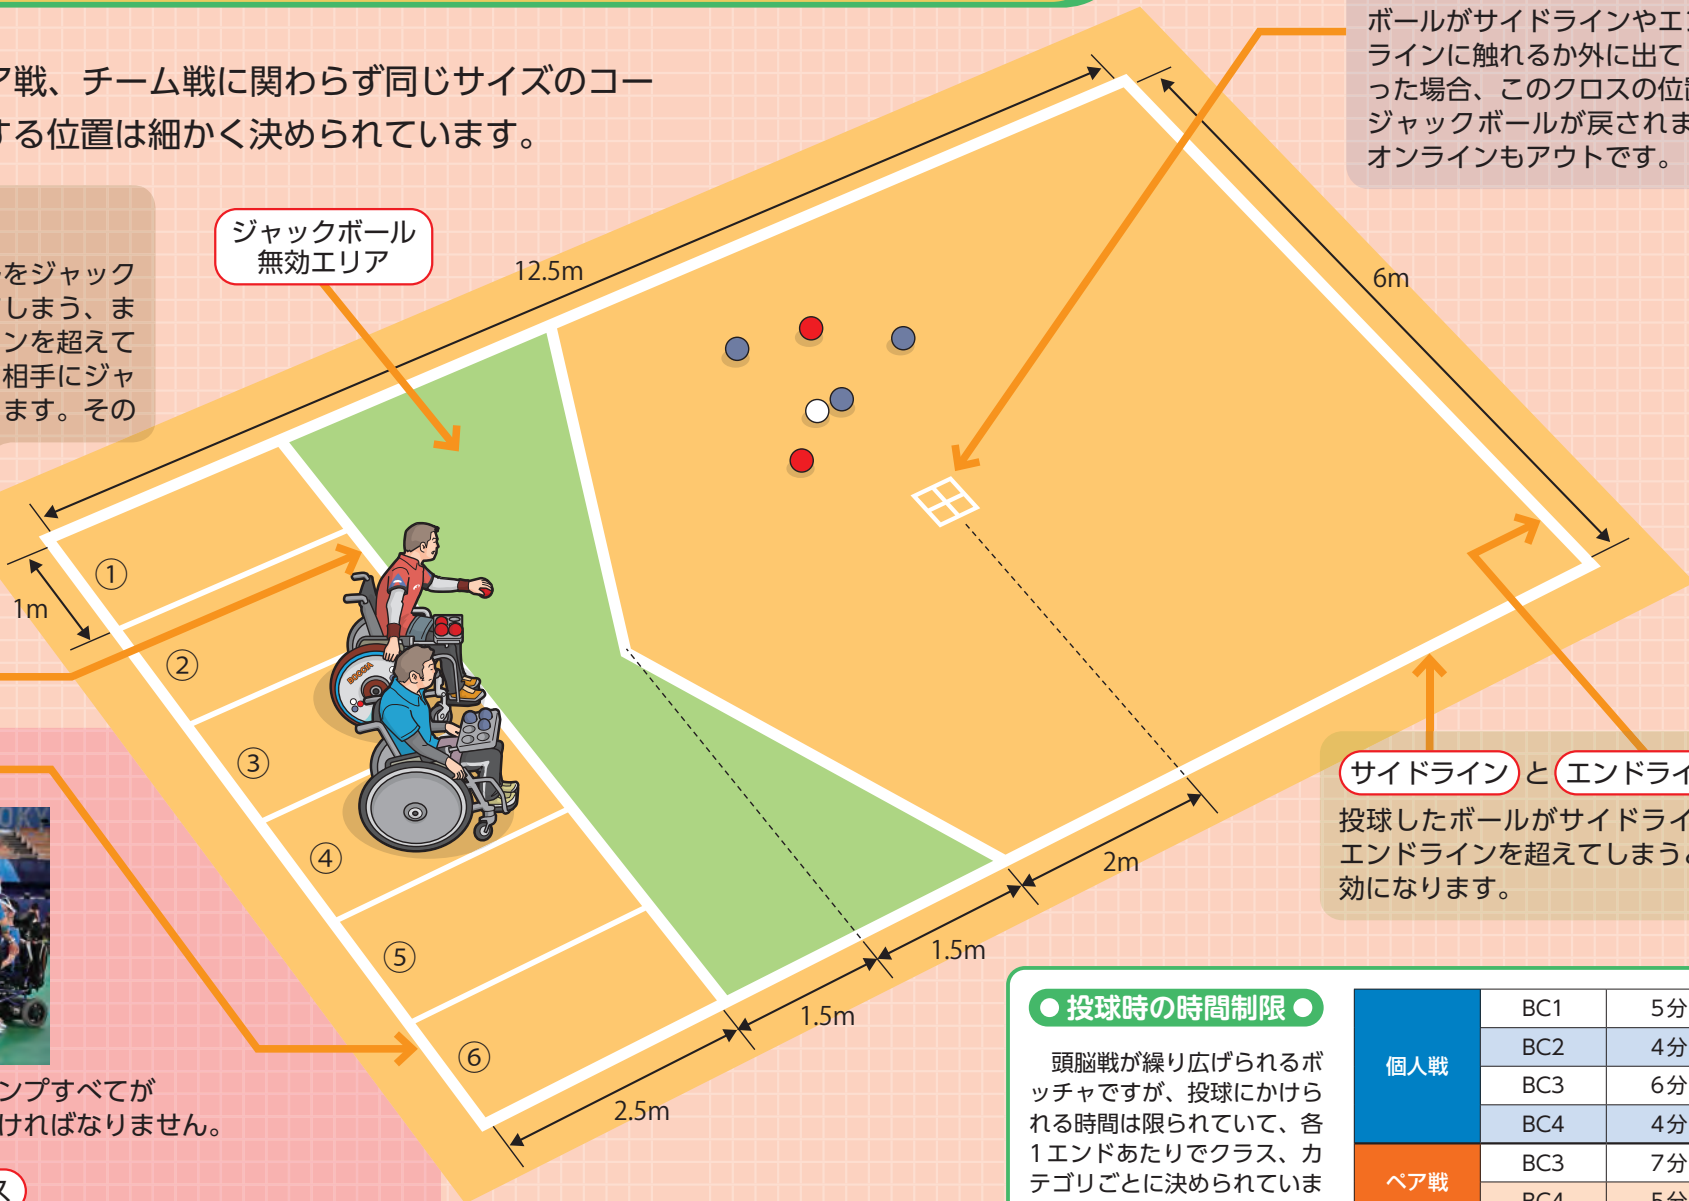 ア戦、チーム戦に関わらず同じサイズのコー
する位置は細かく決められています。
をジャック
しまう、ま
ンを超えて
相手にジャ
ます。その
ジャックボール
無効エリア
ボールがサイドラインやエン
ラインに触れるか外に出て
った場合、このクロスの位置
ジャックボールが戻されま
オンラインもアウトです。
12.5m
6m
1m
①
②
③
④
⑤
⑥
BOCCIA
2m
1.5m
1.5m
2.5m
サイドライン と エンドライ
投球したボールがサイドライ
エンドラインを超えてしまうと
効になります。
ンプすべてが
ければなりません。
ス
投球時の時間制限
頭脳戦が繰り広げられるボ
ッチャですが、投球にかけら
れる時間は限られていて、各
1エンドあたりでクラス、カ
テゴリごとに決められていま
個人戦
BC1 5分
BC2 4分
BC3 6分
BC4 4分
ペア戦
BC3 7分
BC4 5分